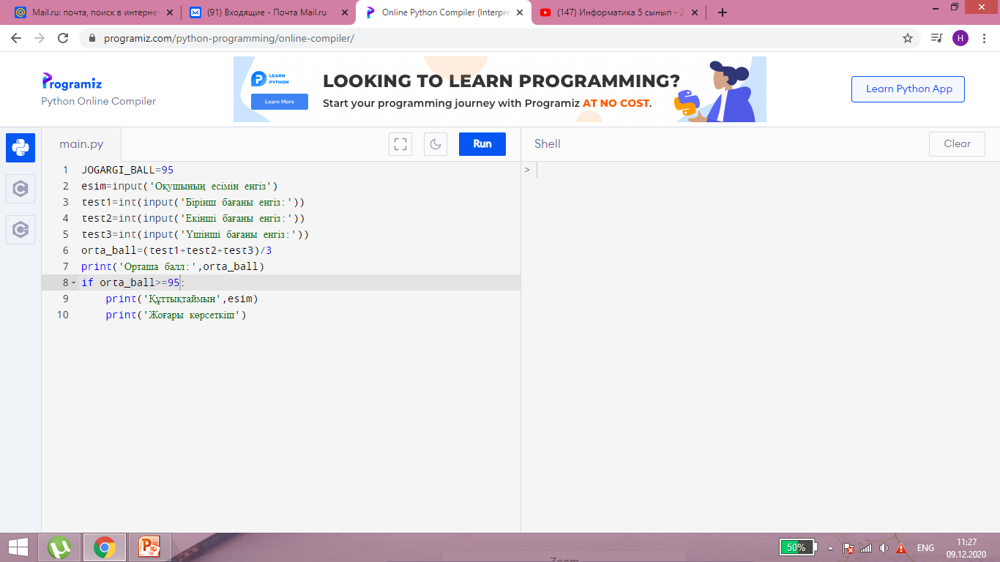 Mail.ru: почта, поиск в интернет
(91) Входящие - Почта Mail.ru
Online Python Compiler (Interpre
(147) Информатика 5 сынып - 2
programiz.com/python-programming/online-compiler/
H
Programiz
Python Online Compiler
LEARN
PYTHON
Learn More
LOOKING TO LEARN PROGRAMMING?
Start your programming journey with Programiz AT NO COST.
Learn Python App
main.py
Run
Shell
Clear
1 JOGARGI_BALL=95
2 esim=input('Оқушының есімін енгіз')
3 test1=int(input('Бірінш бағаны енгіз:'))
4 test2=int(input('Екінші бағаны енгіз:'))
5 test3=int(input('Үшінші бағаны енгіз:'))
6 orta_ball=(test1+test2+test3)/3
7 print('Орташа балл:',orta_ball)
8 if orta_ball>=95:
9 print('Құттықтаймын',esim)
10 print('Жоғары көрсеткіш')
>
50%
ENG
11:27
09.12.2020